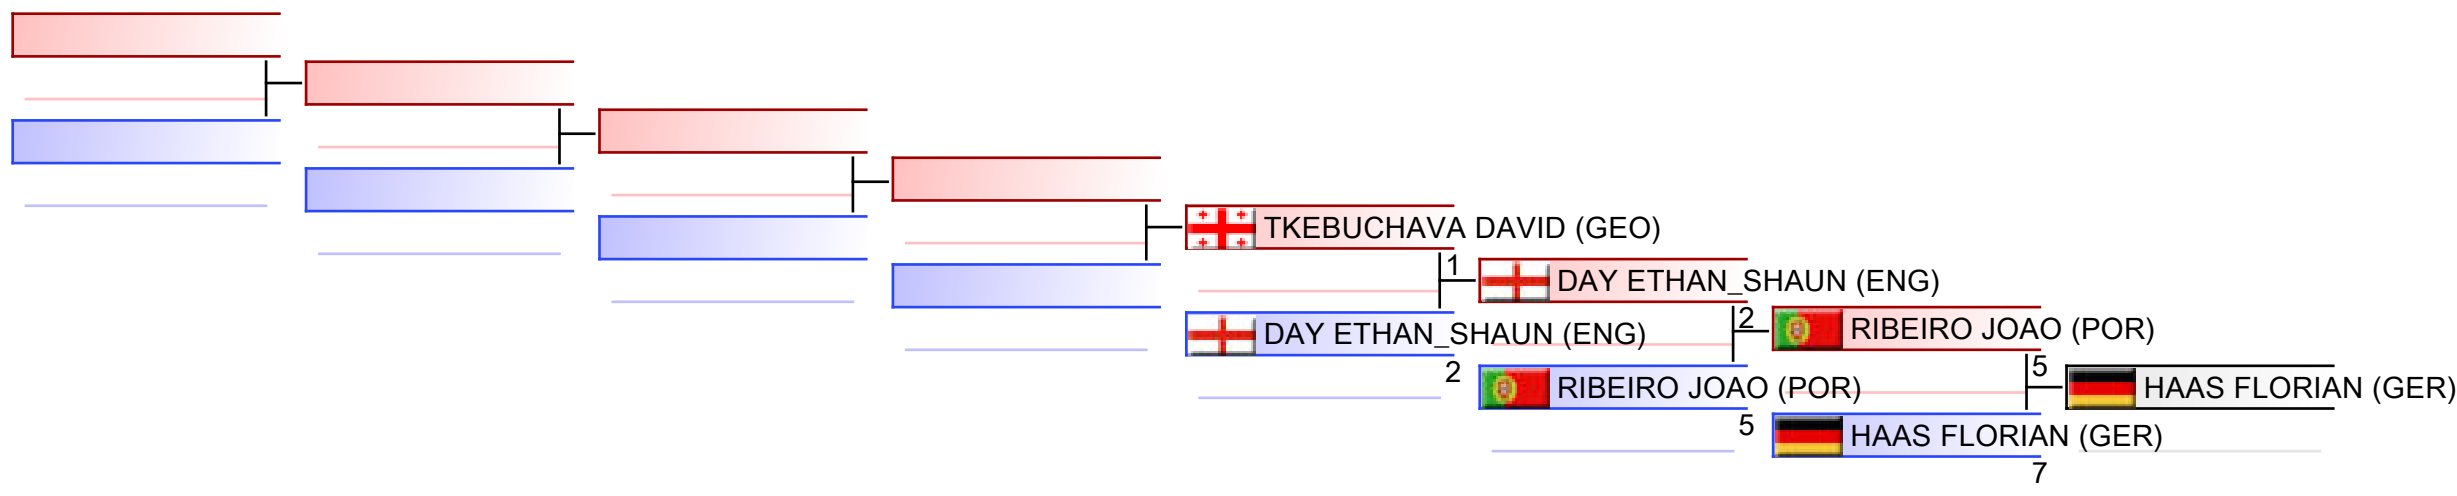 TKEBUCHAVA DAVID (GEO)
1
DAY ETHAN_SHAUN (ENG)
DAY ETHAN_SHAUN (ENG)
2
2
RIBEIRO JOAO (POR)
RIBEIRO JOAO (POR)
5
5
HAAS FLORIAN (GER)
HAAS FLORIAN (GER)
7